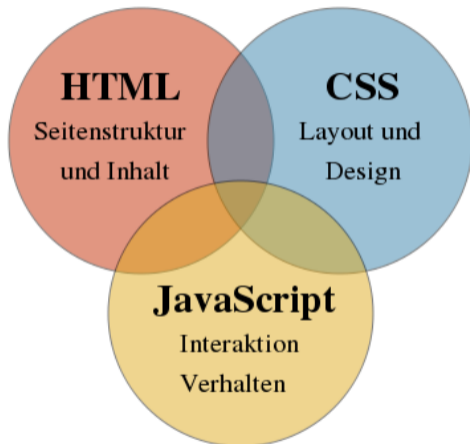 HTML
Seitenstruktur
und Inhalt
CSS
Layout und
Design
JavaScript
Interaktion
Verhalten